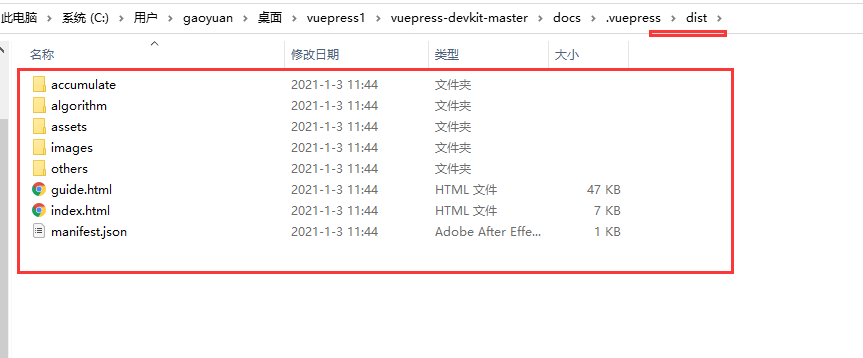 此电脑 › 系统 (C:) › 用户 › gaoyuan › 桌面 › vuepress1 › vuepress-devkit-master › docs › .vuepress › dist ›
名称 修改日期 类型 大小
accumulate 2021-1-3 11:44 文件夹
algorithm 2021-1-3 11:44 文件夹
assets 2021-1-3 11:44 文件夹
images 2021-1-3 11:44 文件夹
others 2021-1-3 11:44 文件夹
guide.html 2021-1-3 11:44 HTML 文件 47 KB
index.html 2021-1-3 11:44 HTML 文件 7 KB
manifest.json 2021-1-3 11:44 Adobe After Effe... 1 KB